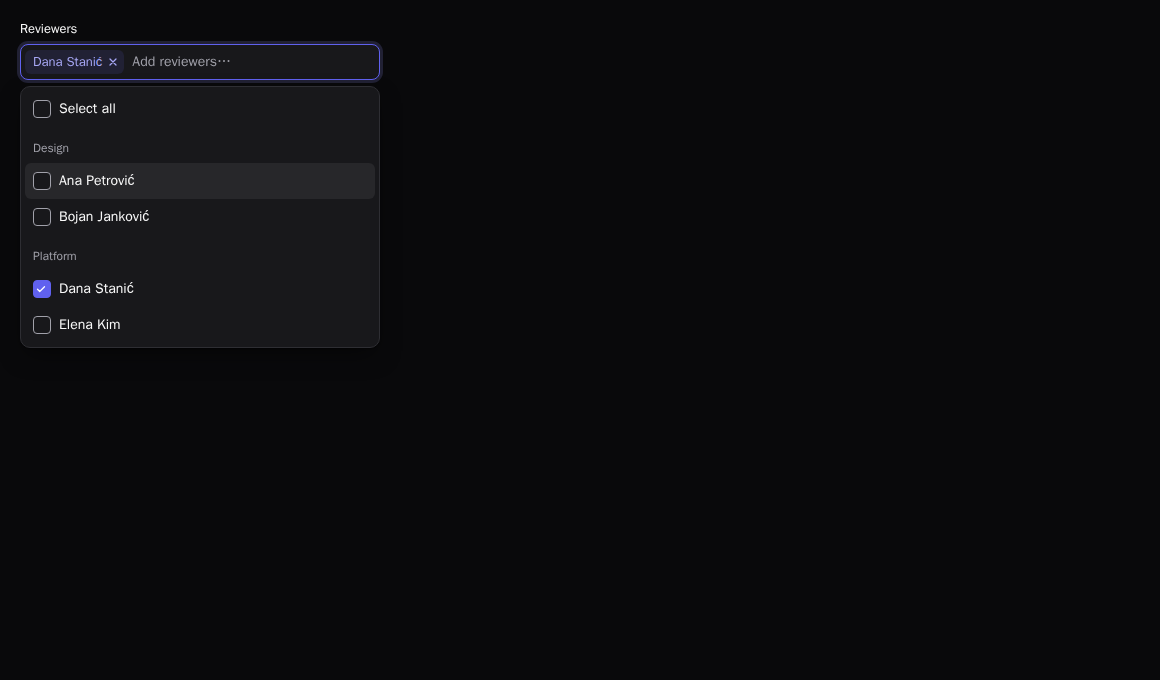 Reviewers
Dana Stanić
Add reviewers…
Select all
Design
Ana Petrović
Bojan Janković
Platform
Dana Stanić
Elena Kim